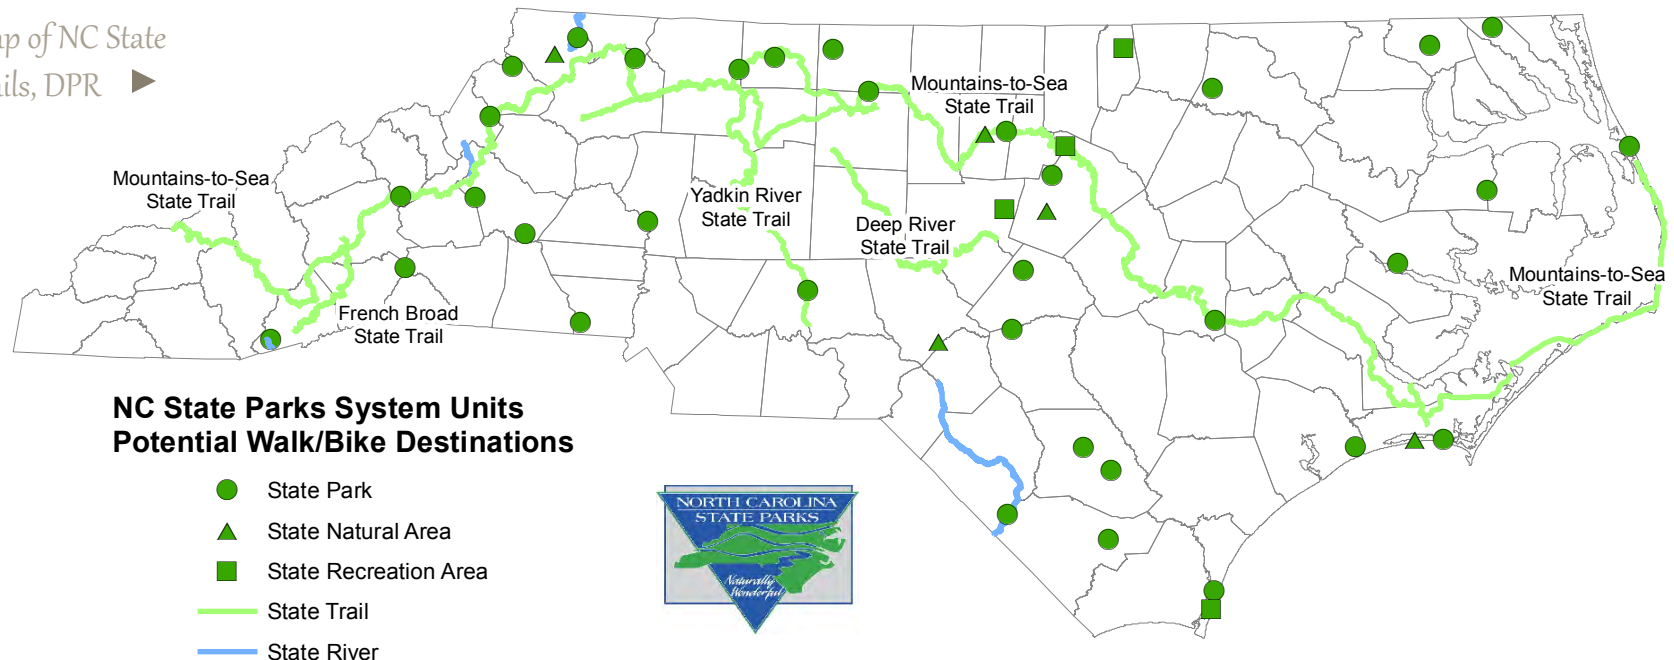 of NC State
DPR ►
Mountains-to-Sea
State Trail
Mountains-to-Sea
State Trail
Yadkin River
State Trail
Deep River
State Trail
Mountains-to-Sea
State Trail
French Broad
State Trail
NC State Parks System Units
Potential Walk/Bike Destinations
State Park
State Natural Area
State Recreation Area
State Trail
State River
NORTH CAROLINA
STATE PARKS
Naturally
Wonderful